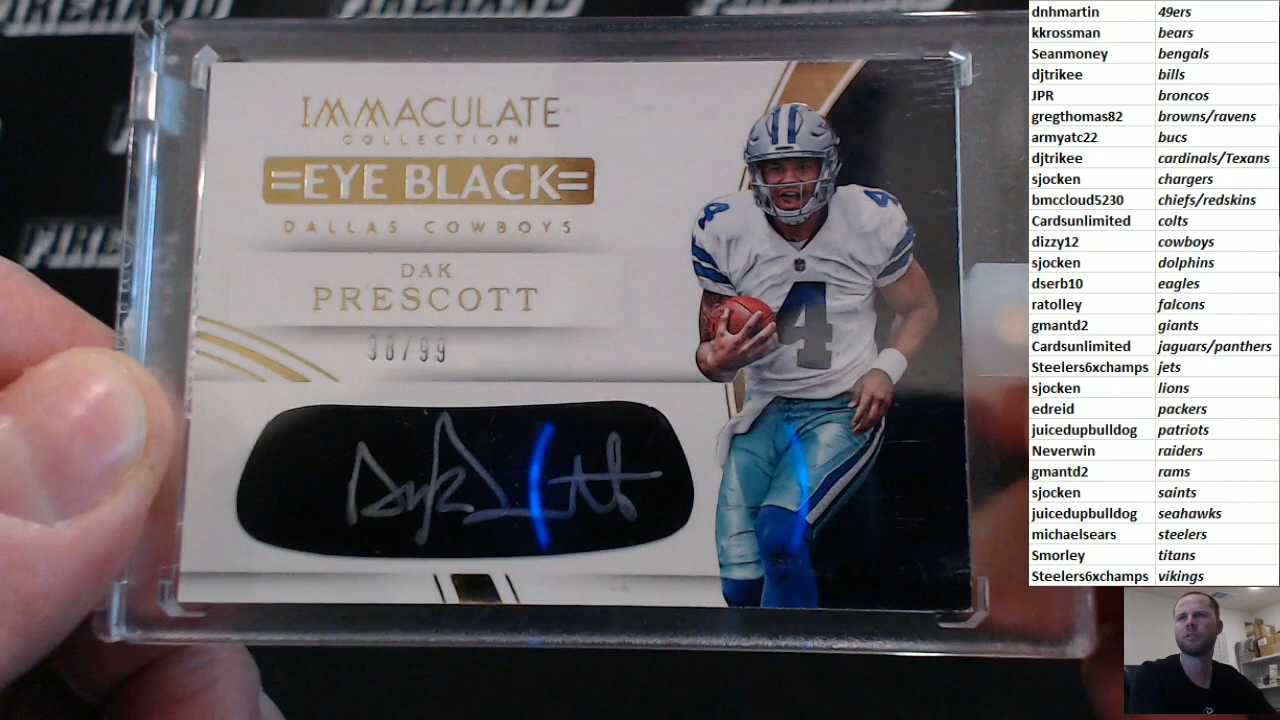 IMMACULATE
COLLECTION
=EYE BLACK=
DALLAS COWBOYS
DAK
PRESCOTT
38/99
4
4
4
dnhmartin 49ers
kkrossman bears
Seanmoney bengals
djtrikee bills
JPR broncos
gregthomas82 browns/ravens
armyatc22 bucs
djtrikee cardinals/Texans
sjocken chargers
bmccloud5230 chiefs/redskins
Cardsunlimited colts
dizzy12 cowboys
sjocken dolphins
dserb10 eagles
ratolley falcons
gmantd2 giants
Cardsunlimited jaguars/panthers
Steelers6xchamps jets
sjocken lions
edreid packers
juicedupbulldog patriots
Neverwin raiders
gmantd2 rams
sjocken saints
juicedupbulldog seahawks
michaelsears steelers
Smorley titans
Steelers6xchamps vikings